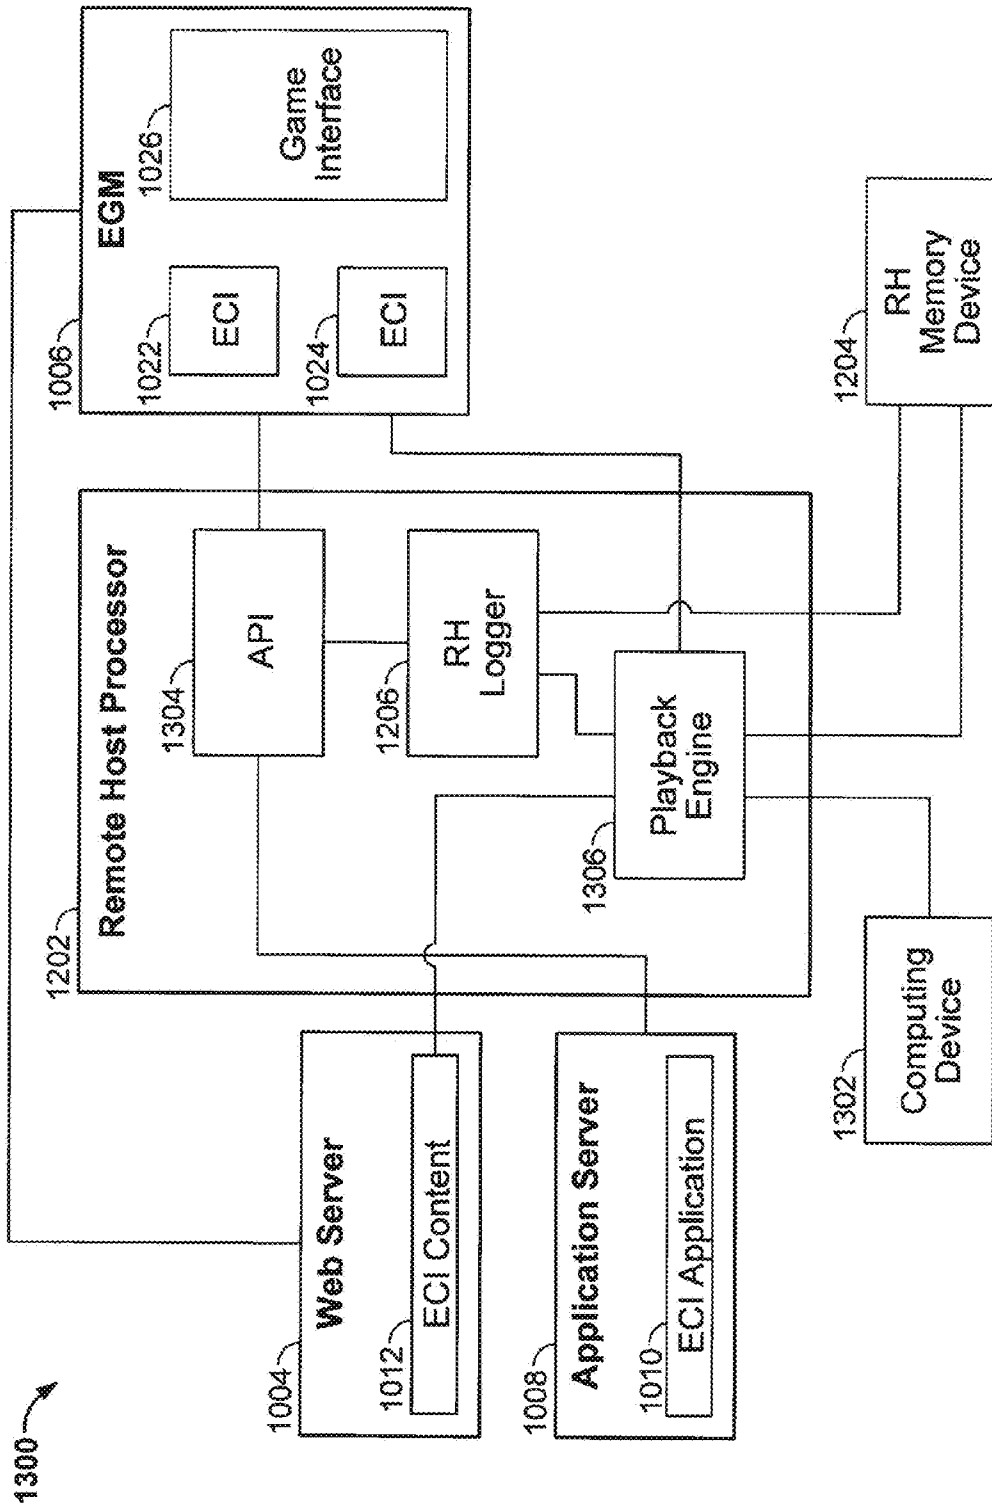 1300
1004
Web Server
1012
ECI Content
1008
Application Server
1010
ECI Application
1202
Remote Host Processor
1304
API
1206
RH
Logger
1306
Playback
Engine
1302
Computing
Device
1006
EGM
1022
ECI
1024
ECI
1026
Game
Interface
1204
RH
Memory
Device